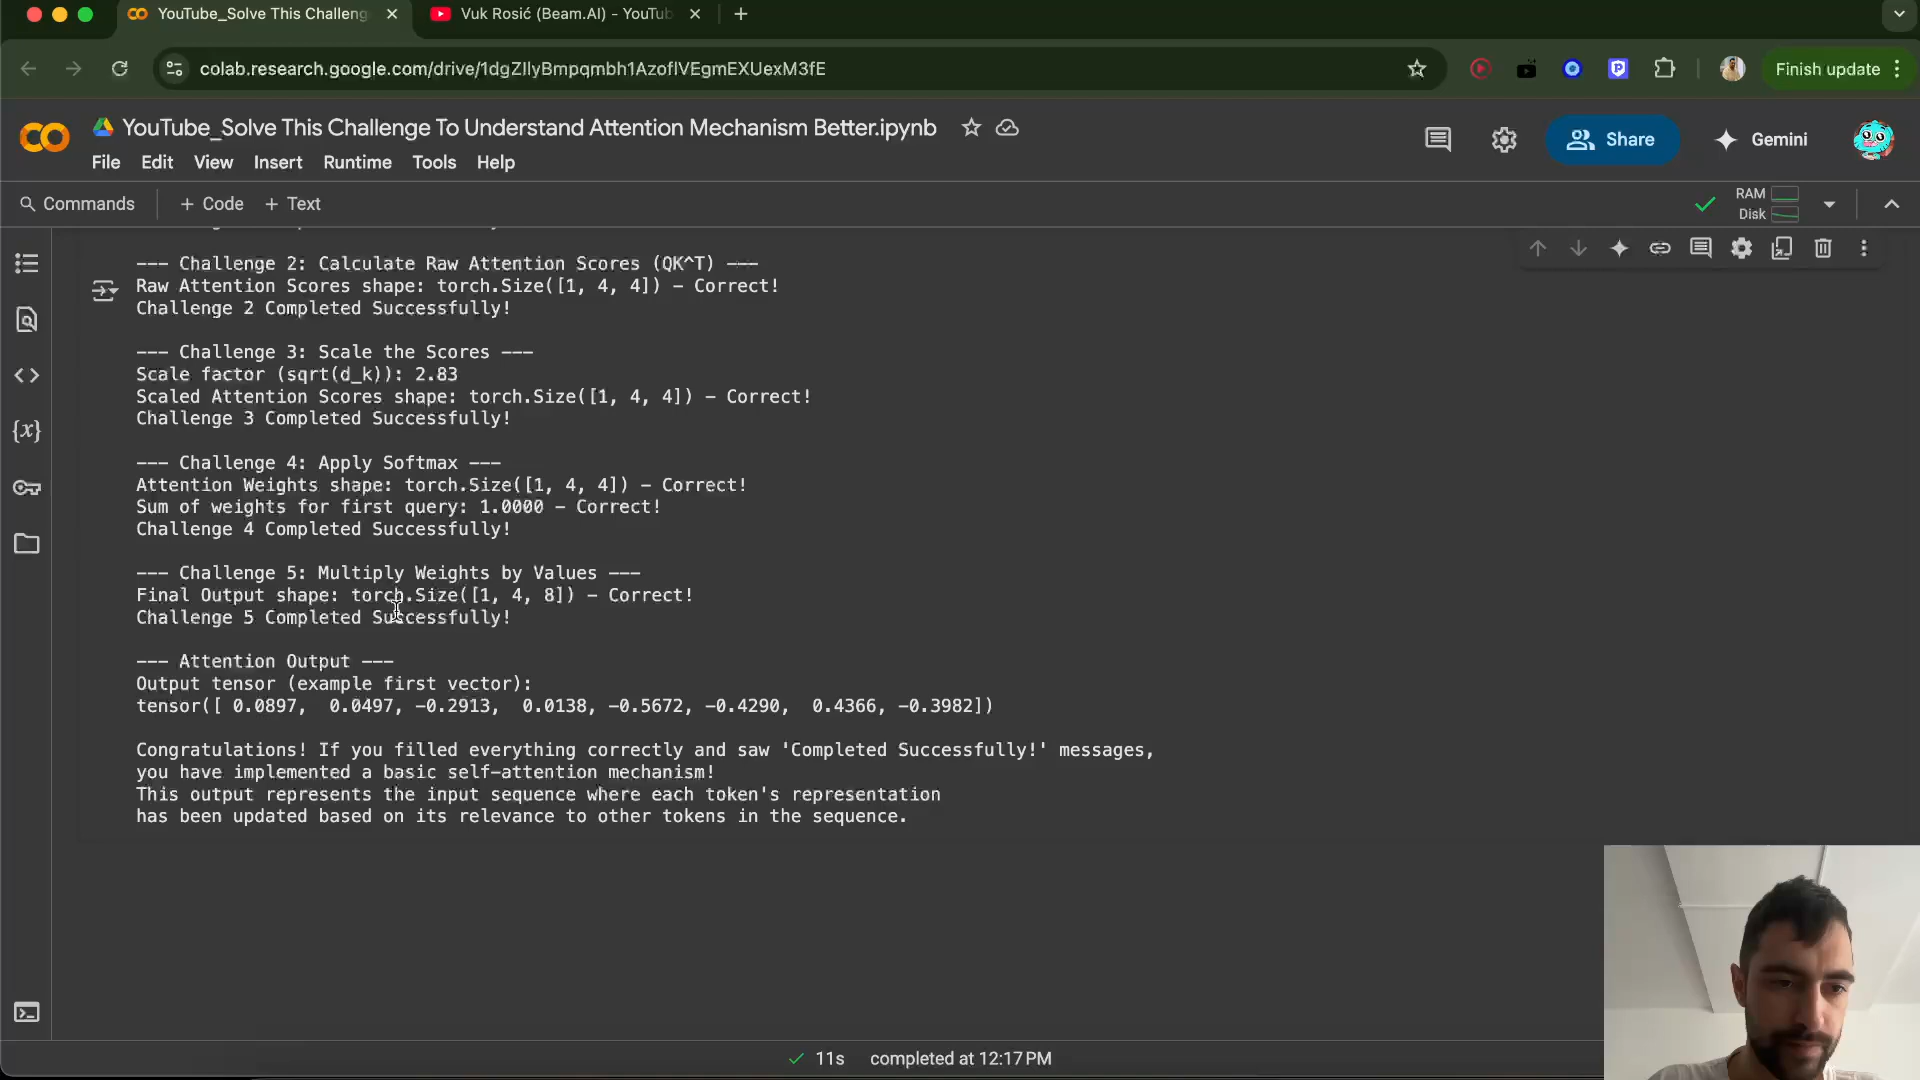 YouTube_Solve This Challeng
Vuk Rosić (Beam.AI) - YouTub
colab.research.google.com/drive/1dgZIlyBmpqmbh1AzoflVEgmEXUexM3fE
Finish update
YouTube_Solve This Challenge To Understand Attention Mechanism Better.ipynb
File Edit View Insert Runtime Tools Help
Share
Gemini
Commands + Code + Text
RAM
Disk
--- Challenge 2: Calculate Raw Attention Scores (QK^T) ---
Raw Attention Scores shape: torch.Size([1, 4, 4]) - Correct!
Challenge 2 Completed Successfully!
--- Challenge 3: Scale the Scores ---
Scale factor (sqrt(d_k)): 2.83
Scaled Attention Scores shape: torch.Size([1, 4, 4]) - Correct!
Challenge 3 Completed Successfully!
--- Challenge 4: Apply Softmax ---
Attention Weights shape: torch.Size([1, 4, 4]) - Correct!
Sum of weights for first query: 1.0000 - Correct!
Challenge 4 Completed Successfully!
--- Challenge 5: Multiply Weights by Values ---
Final Output shape: torch.Size([1, 4, 8]) - Correct!
Challenge 5 Completed Successfully!
--- Attention Output ---
Output tensor (example first vector):
tensor([ 0.0897,  0.0497, -0.2913,  0.0138, -0.5672, -0.4290,  0.4366, -0.3982])
Congratulations! If you filled everything correctly and saw 'Completed Successfully!' messages,
you have implemented a basic self-attention mechanism!
This output represents the input sequence where each token's representation
has been updated based on its relevance to other tokens in the sequence.
11s completed at 12:17 PM